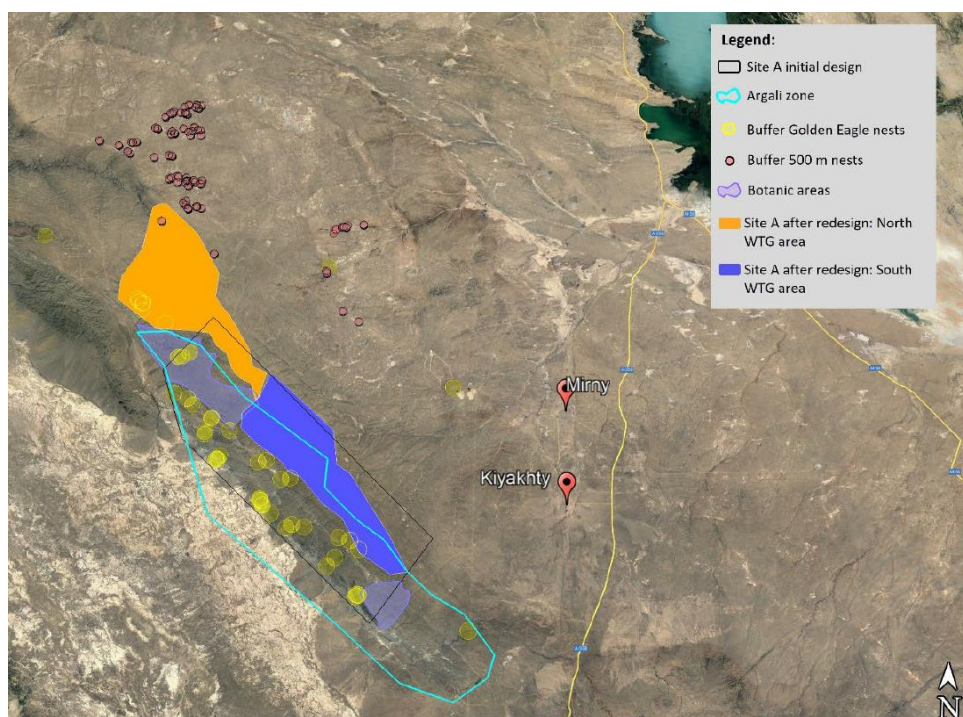 Legend:
Site A initial design
Argali zone
Buffer Golden Eagle nests
Buffer 500 m nests
Botanic areas
Site A after redesign: North
WTG area
Site A after redesign: South
WTG area
Mirny
Kiyakhty
N